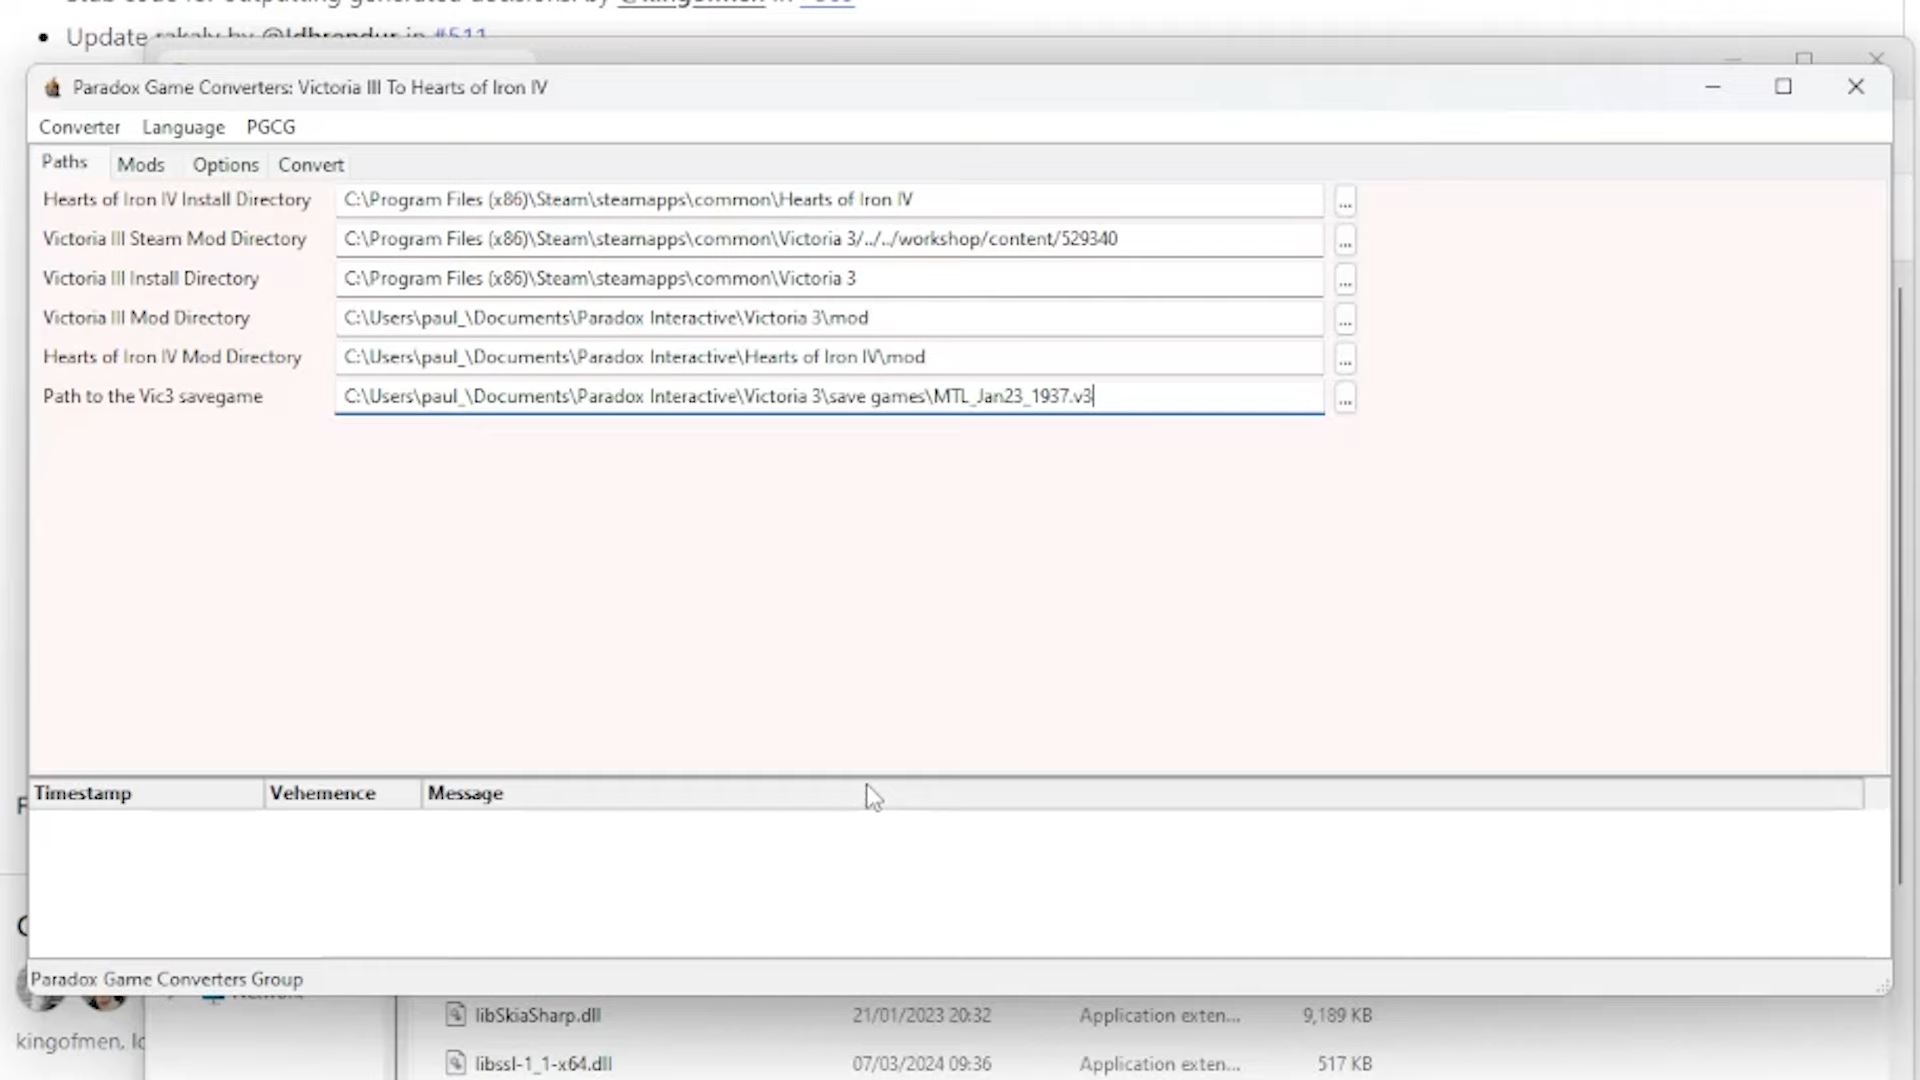 Update rakaly by @Idhrendur in #511
Paradox Game Converters: Victoria III To Hearts of Iron IV
Converter Language PGCG
Paths Mods Options Convert
Hearts of Iron IV Install Directory C:\Program Files (x86)\Steam\steamapps\common\Hearts of Iron IV ...
Victoria III Steam Mod Directory C:\Program Files (x86)\Steam\steamapps\common\Victoria 3/../../workshop/content/529340 ...
Victoria III Install Directory C:\Program Files (x86)\Steam\steamapps\common\Victoria 3 ...
Victoria III Mod Directory C:\Users\paul_\Documents\Paradox Interactive\Victoria 3\mod ...
Hearts of Iron IV Mod Directory C:\Users\paul_\Documents\Paradox Interactive\Hearts of Iron IV\mod ...
Path to the Vic3 savegame C:\Users\paul_\Documents\Paradox Interactive\Victoria 3\save games\MTL_Jan23_1937.v3 ...
Timestamp Vehemence Message
Paradox Game Converters Group
libSkiaSharp.dll 21/01/2023 20:32 Application exten... 9,189 KB
kingofmen,
libssl-1_1-x64.dll 07/03/2024 09:36 Application exten... 517 KB